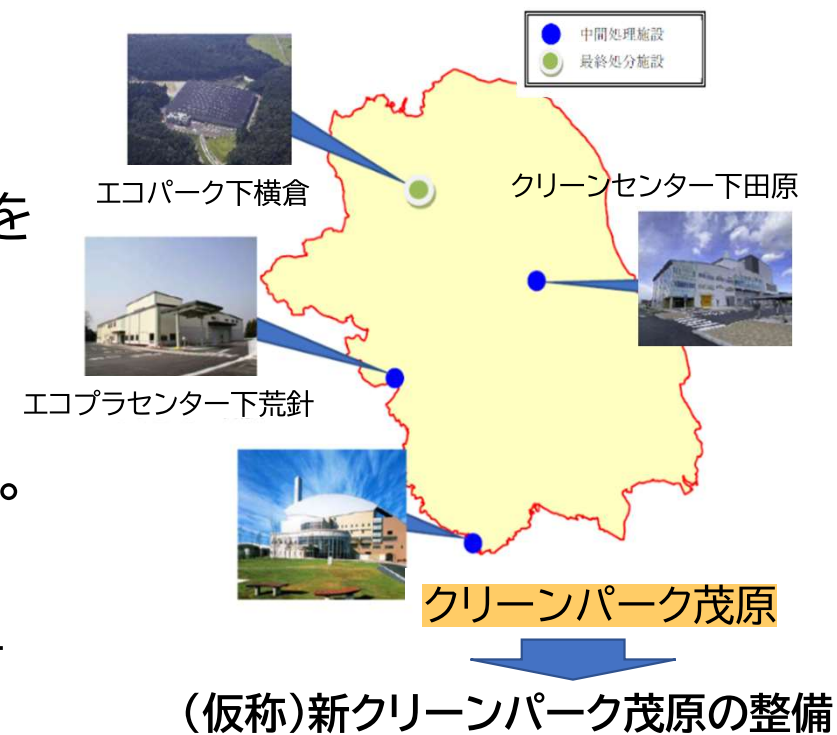 中間処理施設
最終処分施設
エコパーク下横倉
クリーンセンター下田原
を
エコプラセンター下荒針
。
クリーンパーク茂原
(仮称)新クリーンパーク茂原の整備